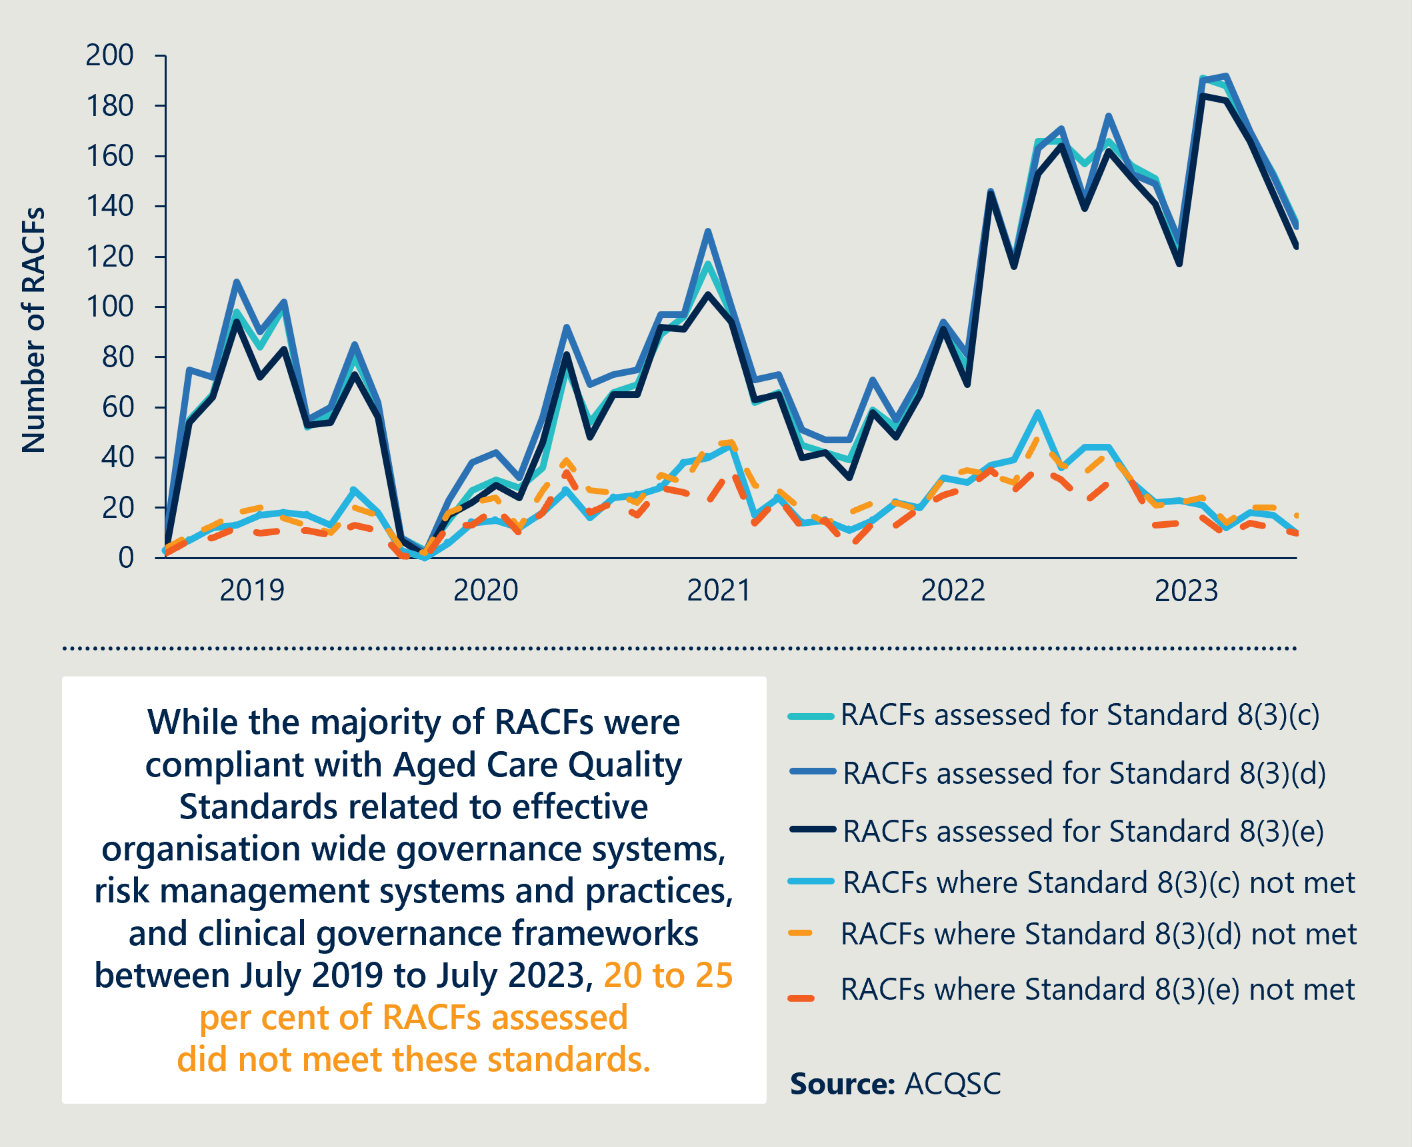 Number of RACFs
200
180
160
140
120
100
80
60
40
20
0
2019
2020
2021
2022
2023
While the majority of RACFs were
compliant with Aged Care Quality
Standards related to effective
organisation wide governance systems,
risk management systems and practices,
and clinical governance frameworks
between July 2019 to July 2023, 20 to 25
per cent of RACFs assessed
did not meet these standards.
RACFs assessed for Standard 8(3)(c)
RACFs assessed for Standard 8(3)(d)
RACFs assessed for Standard 8(3)(e)
RACFs where Standard 8(3)(c) not met
RACFs where Standard 8(3)(d) not met
RACFs where Standard 8(3)(e) not met
Source: ACQSC